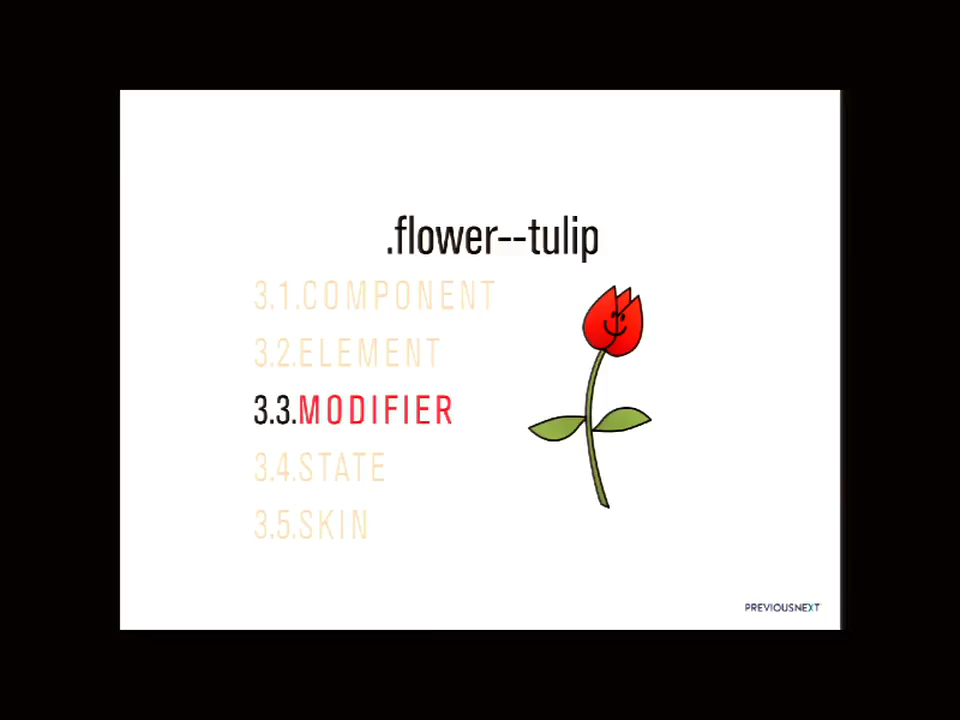 .flower--tulip
3.1.COMPONENT
3.2.ELEMENT
3.3.MODIFIER
3.4.STATE
3.5.SKIN
PREVIOUSNEXT